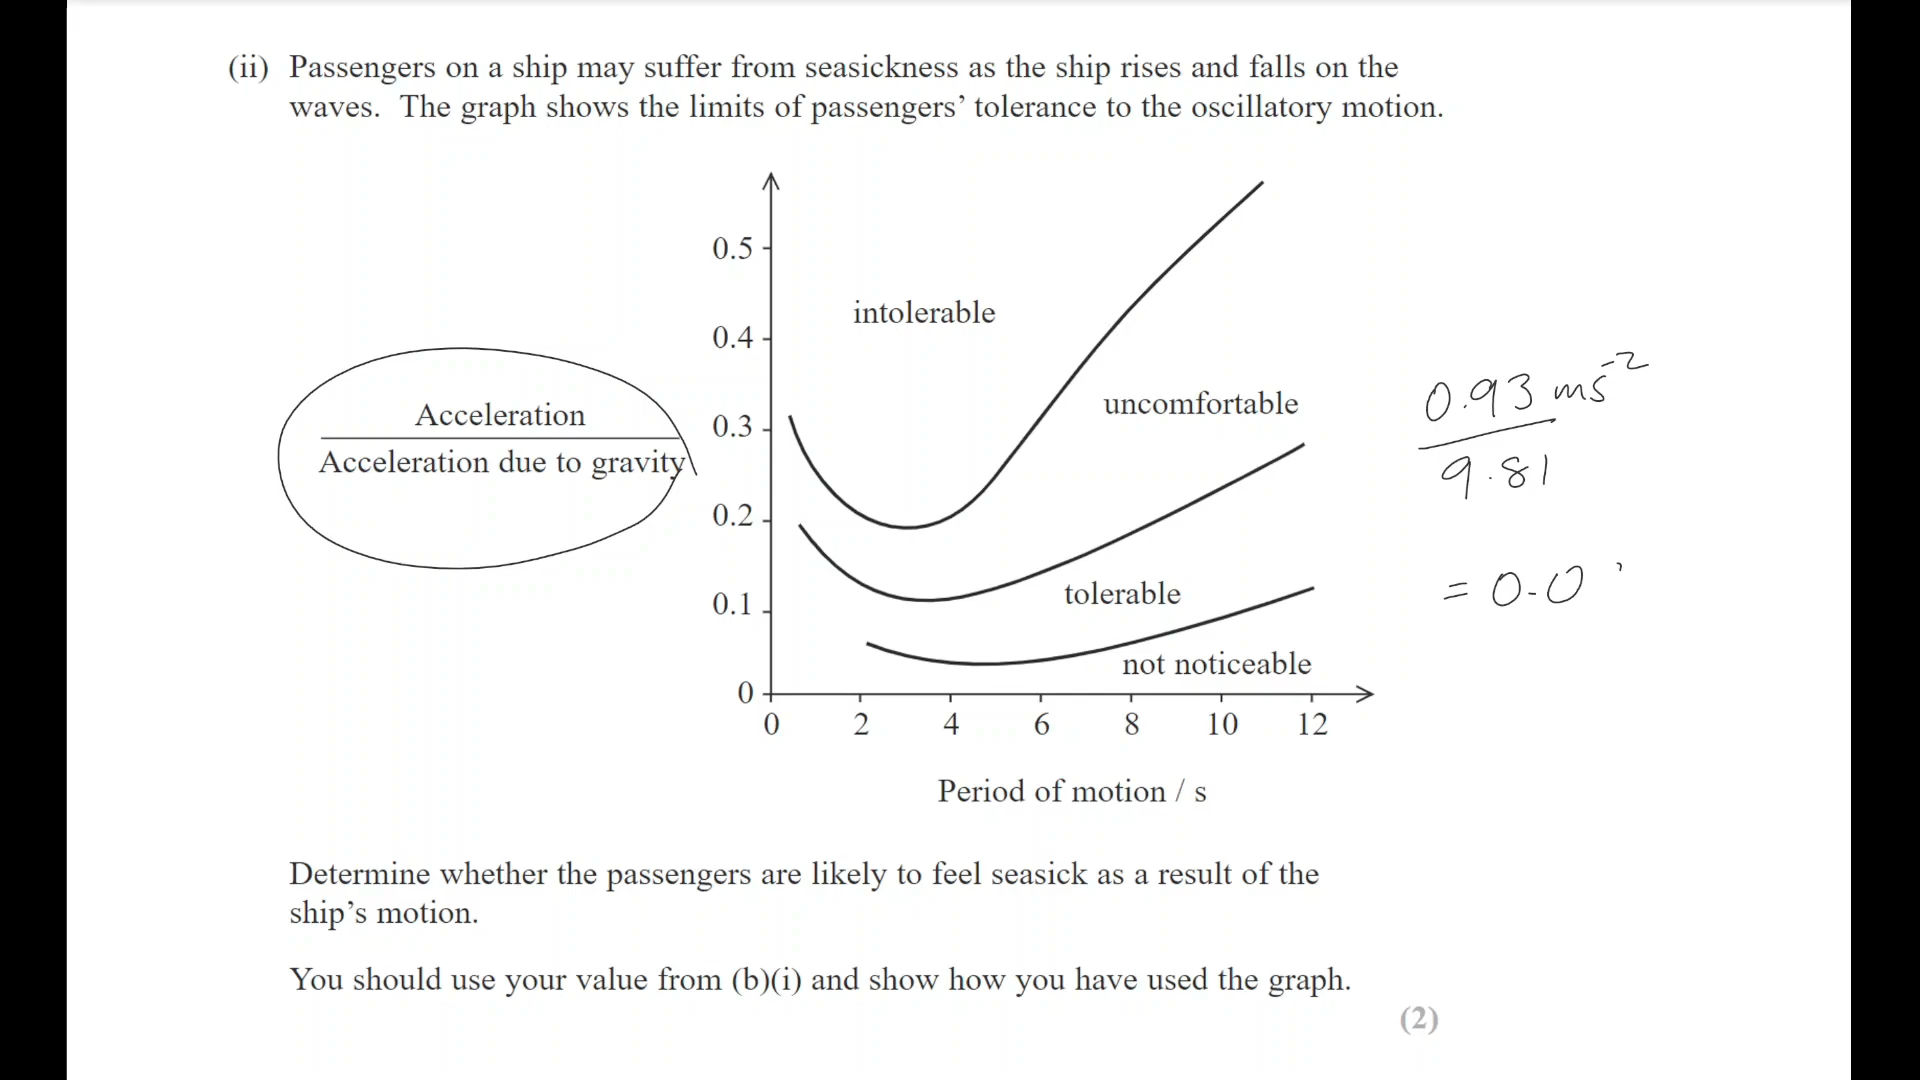 (ii) Passengers on a ship may suffer from seasickness as the ship rises and falls on the
waves. The graph shows the limits of passengers’ tolerance to the oscillatory motion.
0.5
intolerable
0.4
uncomfortable
0.3
Acceleration
Acceleration due to gravity
0.2
tolerable
0.1
not noticeable
0
0 2 4 6 8 10 12
Period of motion / s
0.93 ms⁻²
9.81
= 0.0
Determine whether the passengers are likely to feel seasick as a result of the
ship’s motion.
You should use your value from (b)(i) and show how you have used the graph.
(2)